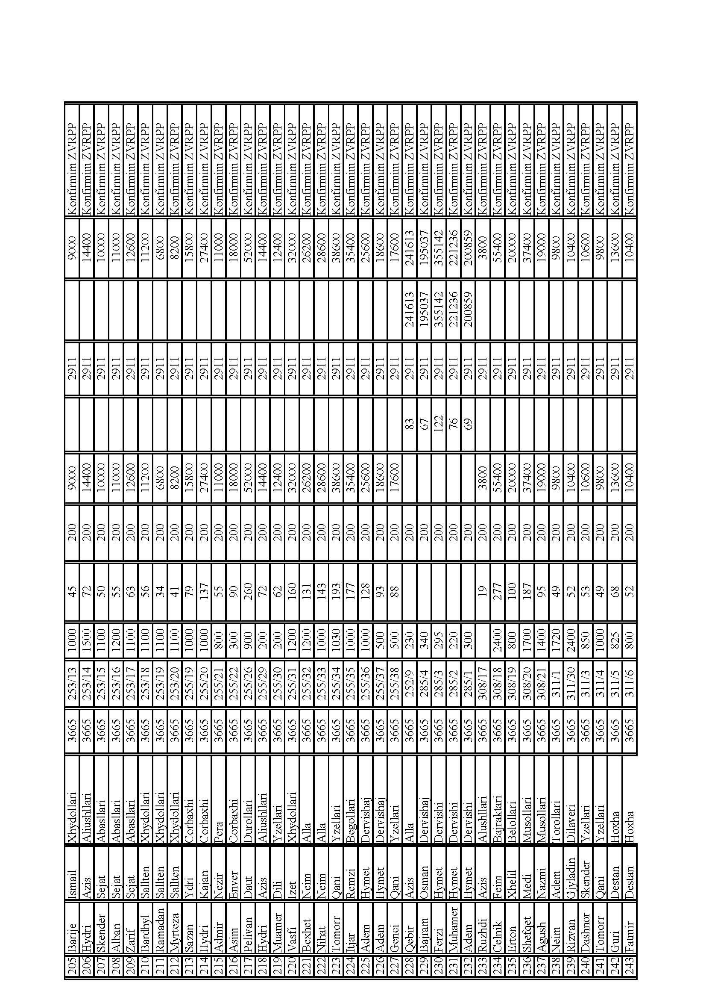 205 Barije Ismail Xhydollari 3665 253/13 1000 45 200 9000 2911 9000 Konfirmim ZVRPP
206 Hydri Azis Aliushllari 3665 253/14 1500 72 200 14400 2911 14400 Konfirmim ZVRPP
207 Skender Sejat Abasllari 3665 253/15 1100 50 200 10000 2911 10000 Konfirmim ZVRPP
208 Alban Sejat Abasllari 3665 253/16 1200 55 200 11000 2911 11000 Konfirmim ZVRPP
209 Zarif Sejat Abasllari 3665 253/17 1100 63 200 12600 2911 12600 Konfirmim ZVRPP
210 Bardhyl Sallten Xhydollari 3665 253/18 1100 56 200 11200 2911 11200 Konfirmim ZVRPP
211 Ramadan Sallten Xhydollari 3665 253/19 1100 34 200 6800 2911 6800 Konfirmim ZVRPP
212 Myrteza Sallten Xhydollari 3665 253/20 1100 41 200 8200 2911 8200 Konfirmim ZVRPP
213 Sazan Ydri Corbaxhi 3665 255/19 1000 79 200 15800 2911 15800 Konfirmim ZVRPP
214 Hydri Kajan Corbaxhi 3665 255/20 1000 137 200 27400 2911 27400 Konfirmim ZVRPP
215 Admir Nezir Pera 3665 255/21 800 55 200 11000 2911 11000 Konfirmim ZVRPP
216 Asim Enver Corbaxhi 3665 255/22 300 90 200 18000 2911 18000 Konfirmim ZVRPP
217 Pelivan Daut Durollari 3665 255/26 900 260 200 52000 2911 52000 Konfirmim ZVRPP
218 Hydri Azis Aliushllari 3665 255/29 200 72 200 14400 2911 14400 Konfirmim ZVRPP
219 Muamer Dili Yzellari 3665 255/30 200 62 200 12400 2911 12400 Konfirmim ZVRPP
220 Vasfi Izet Xhydollari 3665 255/31 1200 160 200 32000 2911 32000 Konfirmim ZVRPP
221 Bexhet Neim Alla 3665 255/32 1200 131 200 26200 2911 26200 Konfirmim ZVRPP
222 Nihat Neim Alla 3665 255/33 1000 143 200 28600 2911 28600 Konfirmim ZVRPP
223 Tomorr Qani Yzellari 3665 255/34 1030 193 200 38600 2911 38600 Konfirmim ZVRPP
224 Itjar Remzi Begollari 3665 255/35 1000 177 200 35400 2911 35400 Konfirmim ZVRPP
225 Adem Hymet Dervishaj 3665 255/36 1000 128 200 25600 2911 25600 Konfirmim ZVRPP
226 Adem Hymet Dervishaj 3665 255/37 500 93 200 18600 2911 18600 Konfirmim ZVRPP
227 Genci Qani Yzellari 3665 255/38 500 88 200 17600 2911 17600 Konfirmim ZVRPP
228 Qebir Azis Alla 3665 252/9 230 200 83 2911 241613 241613 Konfirmim ZVRPP
229 Bajram Osman Dervishaj 3665 285/4 340 200 67 2911 195037 195037 Konfirmim ZVRPP
230 Ferzi Hymet Dervishi 3665 285/3 295 200 122 2911 355142 355142 Konfirmim ZVRPP
231 Muhamer Hymet Dervishi 3665 285/2 220 200 76 2911 221236 221236 Konfirmim ZVRPP
232 Adem Hymet Dervishi 3665 285/1 300 200 69 2911 200859 200859 Konfirmim ZVRPP
233 Ruzhdi Azis Alushllari 3665 308/17 19 200 3800 2911 3800 Konfirmim ZVRPP
234 Celnik Feim Bajraktari 3665 308/18 2400 277 200 55400 2911 55400 Konfirmim ZVRPP
235 Erton Xhelil Belollari 3665 308/19 800 100 200 20000 2911 20000 Konfirmim ZVRPP
236 Shefqet Medi Musollari 3665 308/20 1700 187 200 37400 2911 37400 Konfirmim ZVRPP
237 Agush Nazmi Musollari 3665 308/21 1400 95 200 19000 2911 19000 Konfirmim ZVRPP
238 Neim Adem Torollari 3665 311/1 1720 49 200 9800 2911 9800 Konfirmim ZVRPP
239 Rizvan Gjyladin Dilaveri 3665 311/30 2400 52 200 10400 2911 10400 Konfirmim ZVRPP
240 Dashnor Skender Yzellari 3665 311/3 850 53 200 10600 2911 10600 Konfirmim ZVRPP
241 Tomorr Qani Yzellari 3665 311/4 1000 49 200 9800 2911 9800 Konfirmim ZVRPP
242 Guri Destan Hoxha 3665 311/5 825 68 200 13600 2911 13600 Konfirmim ZVRPP
243 Fatmir Destan Hoxha 3665 311/6 800 52 200 10400 2911 10400 Konfirmim ZVRPP